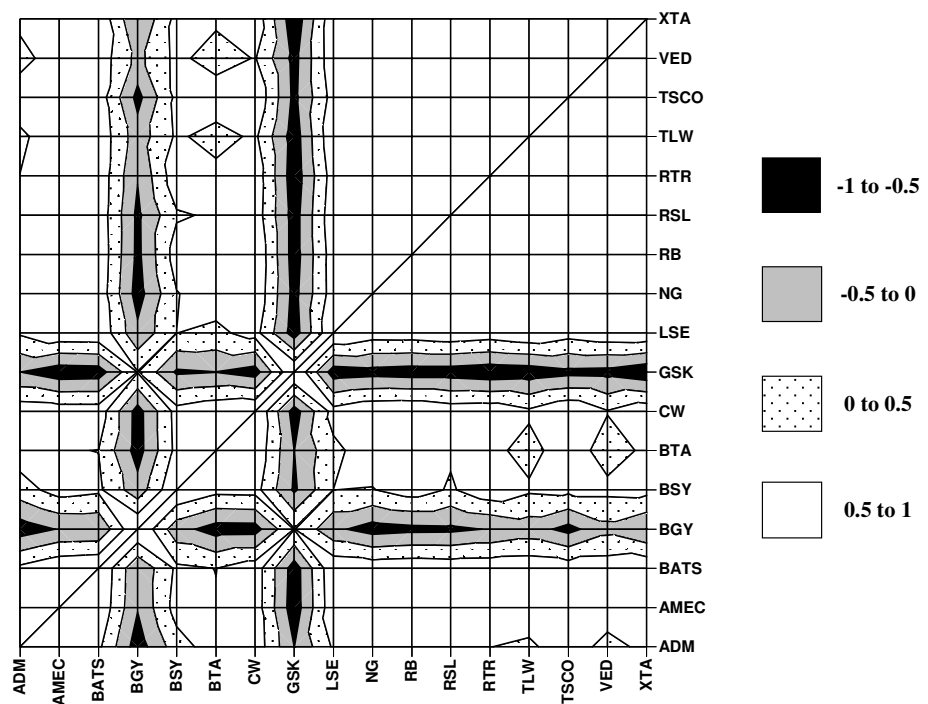 XTA
VED
TSCO
TLW
RTR
RSL
RB
NG
LSE
GSK
CW
BTA
BSY
BGY
BATS
AMEC
ADM
-1 to -0.5
-0.5 to 0
0 to 0.5
0.5 to 1
ADM
AMEC
BATS
BGY
BSY
BTA
CW
GSK
LSE
NG
RB
RSL
RTR
TLW
TSCO
VED
XTA